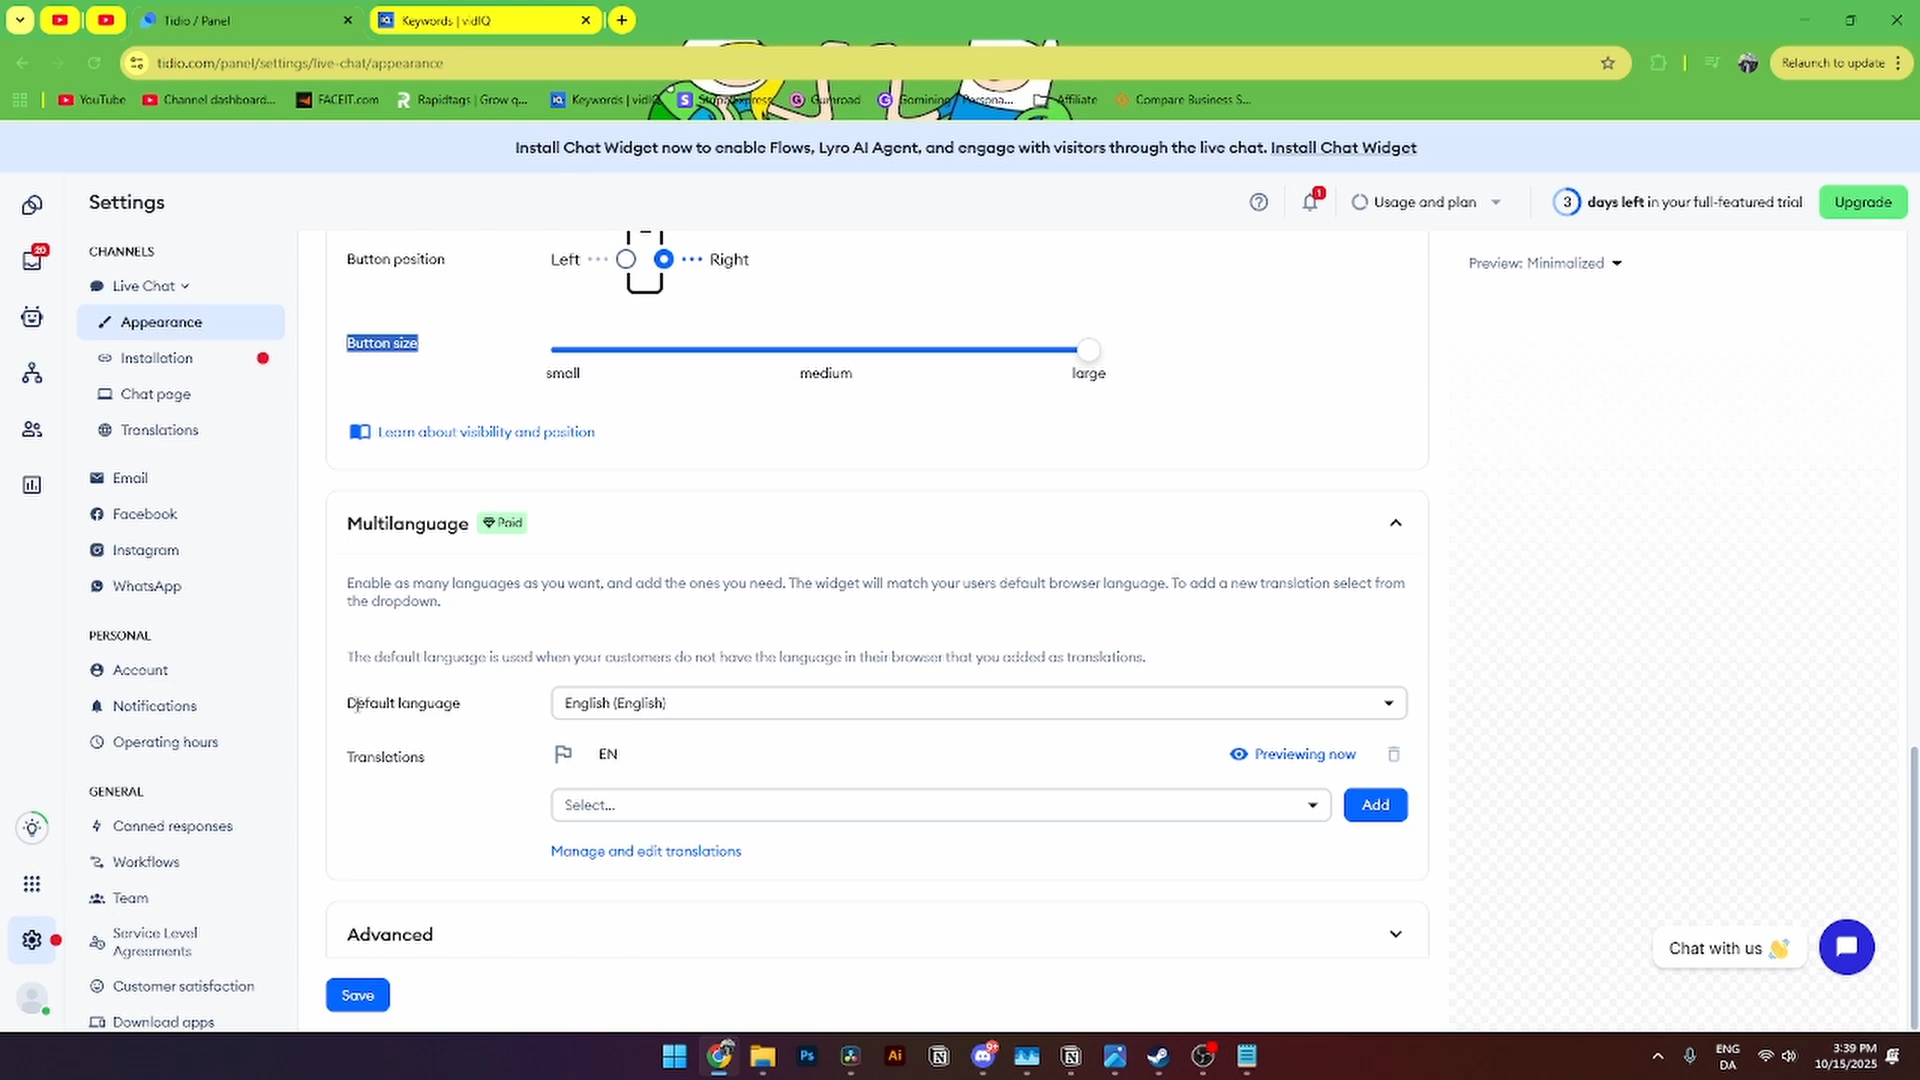 Tidio / Panel
Keywords | vidIQ
tidio.com/panel/settings/live-chat/appearance
Relaunch to update
YouTube
Channel dashboard...
FACEIT.com
Rapidtags | Grow q...
Keywords | vidIQ
StripeExpress
Gumroad
Gomining | Persona...
Affiliate
Compare Business S...
Install Chat Widget now to enable Flows, Lyro AI Agent, and engage with visitors through the live chat. Install Chat Widget
Settings
1
Usage and plan
3 days left in your full-featured trial
Upgrade
20
CHANNELS
Live Chat
Appearance
Installation
Chat page
Translations
Email
Facebook
Instagram
WhatsApp
PERSONAL
Account
Notifications
Operating hours
GENERAL
Canned responses
Workflows
Team
Service Level
Agreements
Customer satisfaction
Download apps
Button position
Left
Right
Button size
small
medium
large
Learn about visibility and position
Multilanguage
Paid
Enable as many languages as you want, and add the ones you need. The widget will match your users default browser language. To add a new translation select from
the dropdown.
The default language is used when your customers do not have the language in their browser that you added as translations.
Default language
English (English)
Translations
EN
Previewing now
Select...
Add
Manage and edit translations
Advanced
Save
Preview: Minimalized
Chat with us 👋
Ps
Ai
9+
ENG
DA
3:39 PM
10/15/2025